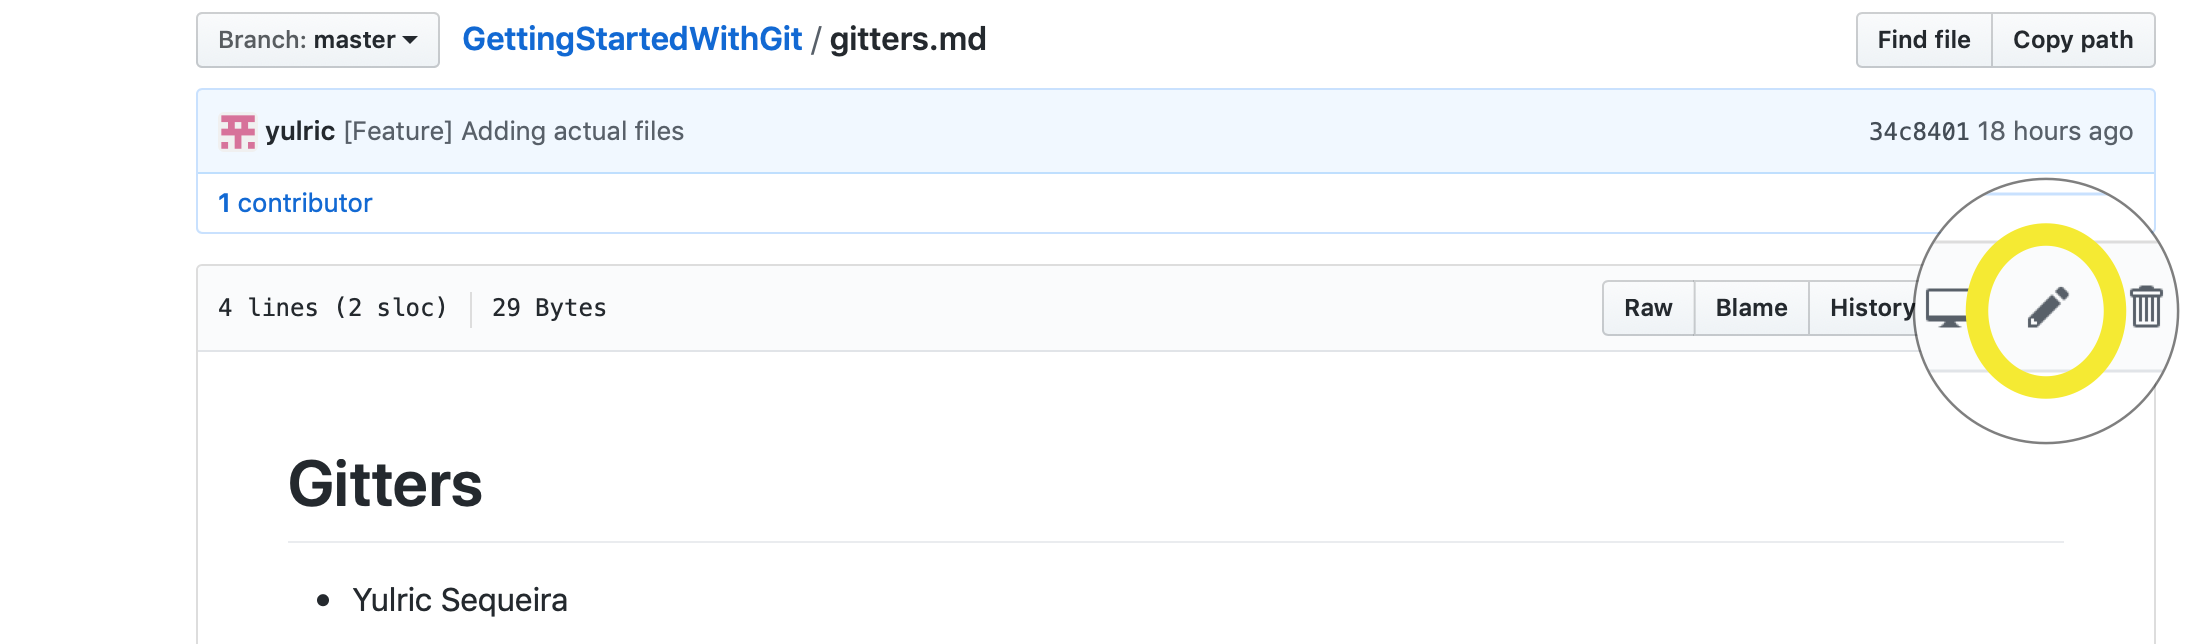 Branch: master GettingStartedWithGit / gitters.md Find file Copy path
yulric [Feature] Adding actual files 34c8401 18 hours ago
1 contributor
4 lines (2 sloc) 29 Bytes Raw Blame History
Gitters
• Yulric Sequeira